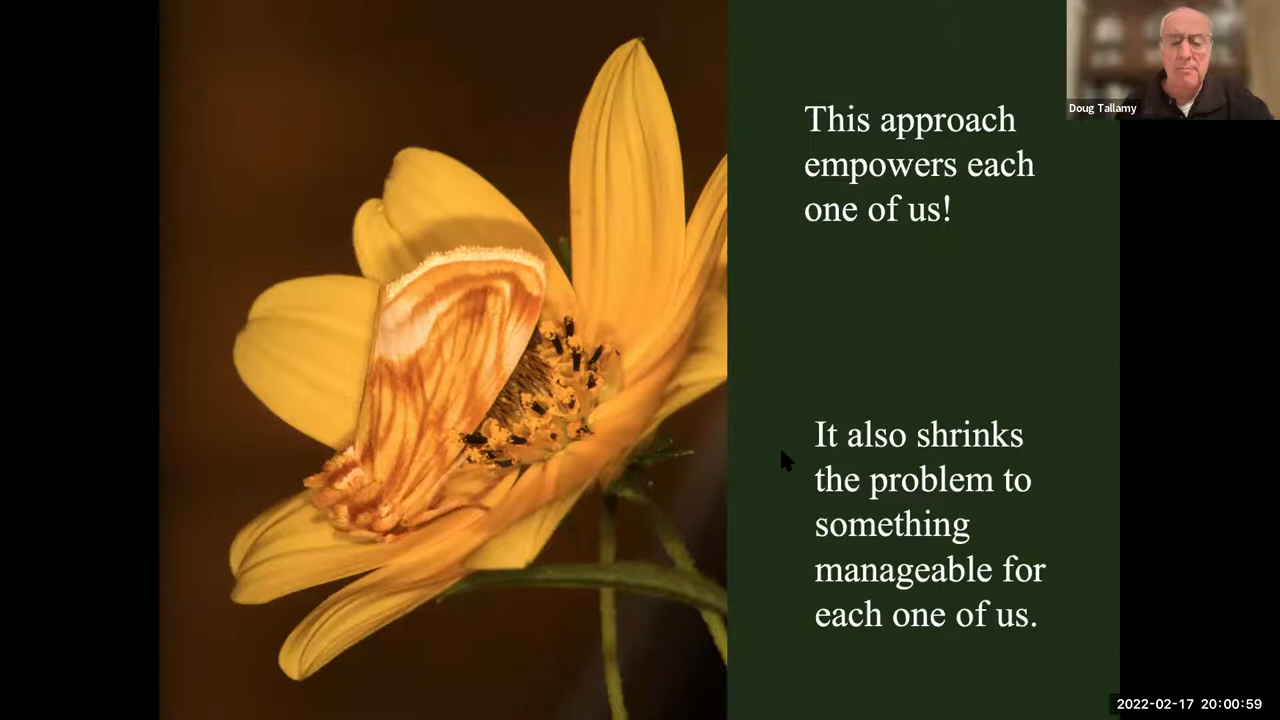 Doug Tallamy
This approach
empowers each
one of us!
It also shrinks
the problem to
something
manageable for
each one of us.
2022-02-17 20:00:59